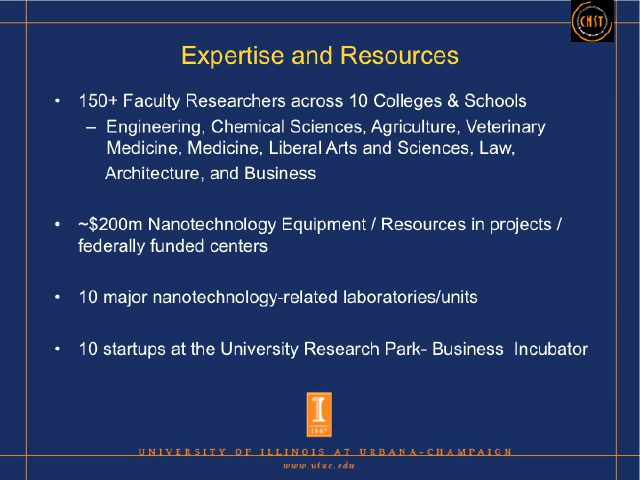 CNST
Expertise and Resources
• 150+ Faculty Researchers across 10 Colleges & Schools
– Engineering, Chemical Sciences, Agriculture, Veterinary
Medicine, Medicine, Liberal Arts and Sciences, Law,
Architecture, and Business
• ~$200m Nanotechnology Equipment / Resources in projects /
federally funded centers
• 10 major nanotechnology-related laboratories/units
• 10 startups at the University Research Park- Business Incubator
I
1867
UNIVERSITY OF ILLINOIS AT URBANA-CHAMPAIGN
www.uiuc.edu